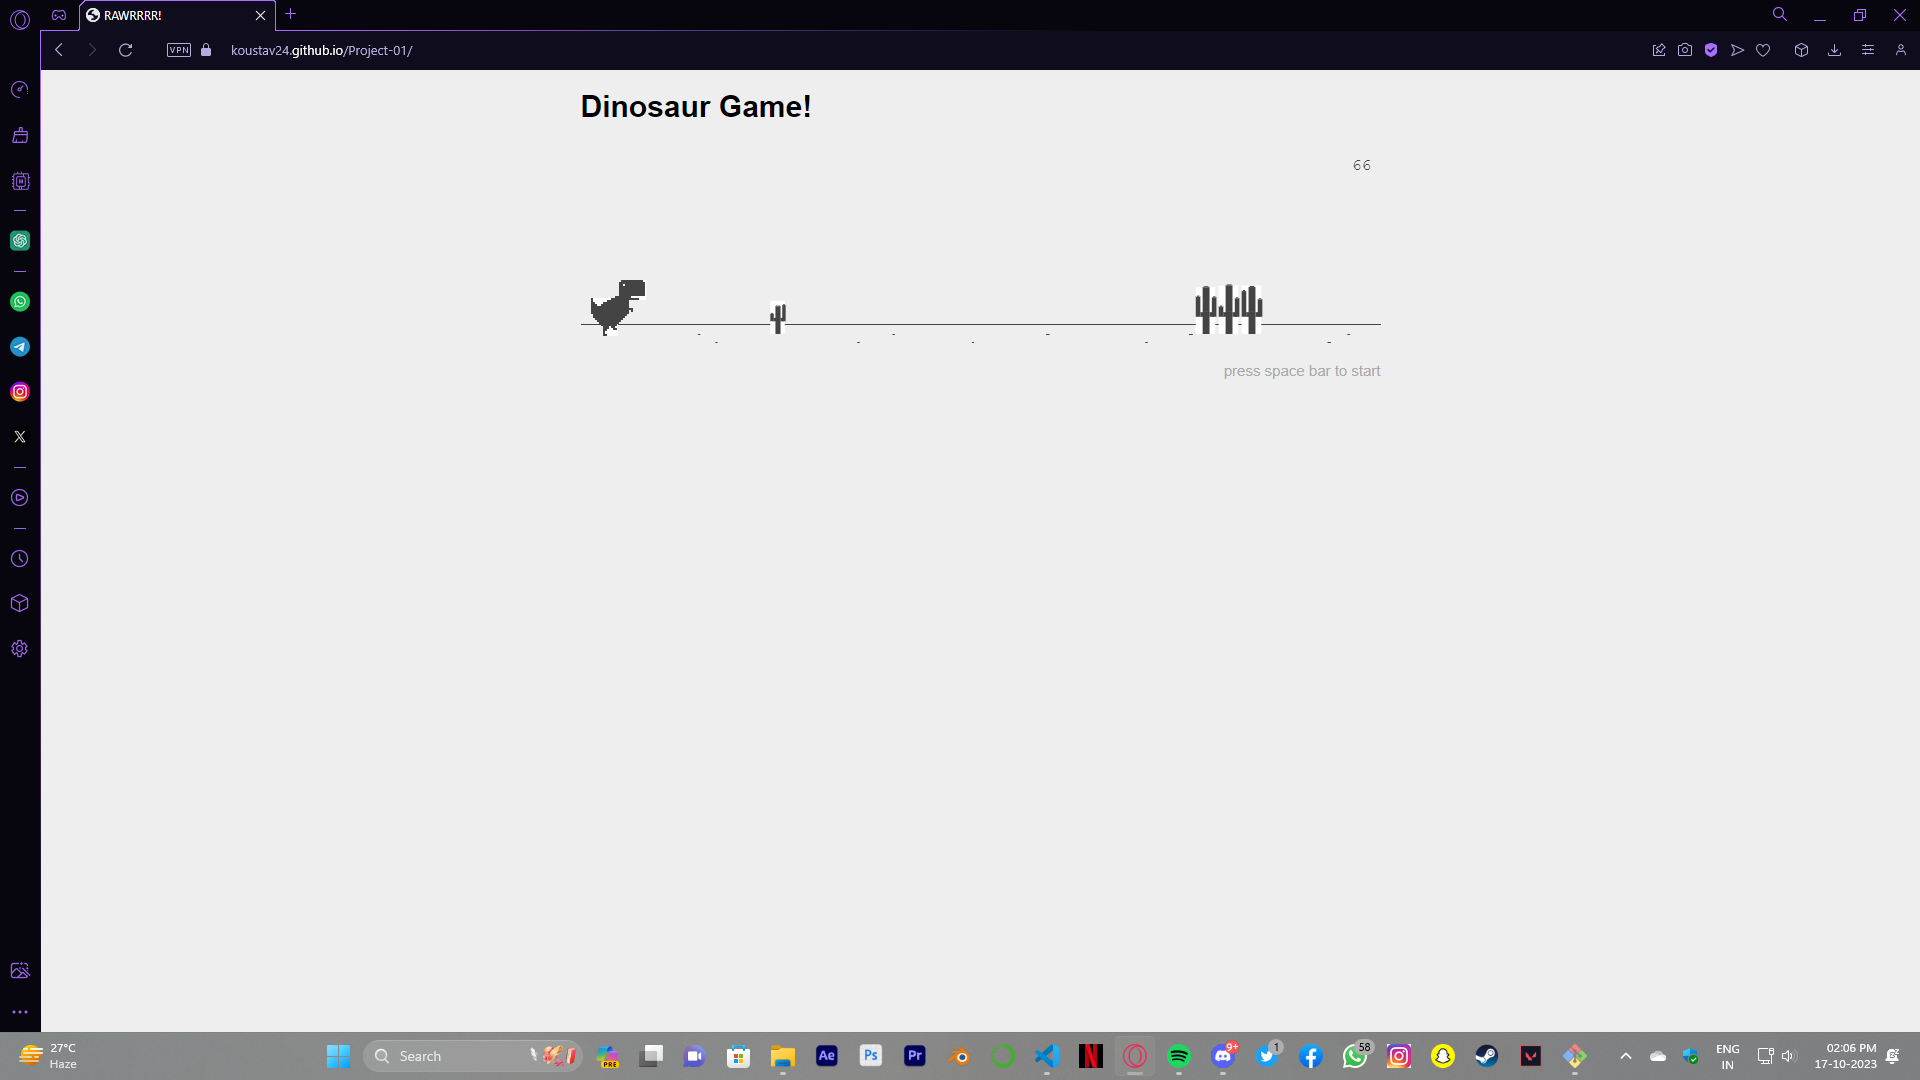 RAWRRRR!
VPN
koustav24.github.io/Project-01/
Dinosaur Game!
66
press space bar to start
27°C
Haze
Search
PRE
Ae
Ps
Pr
9+
1
58
ENG
IN
02:06 PM
17-10-2023